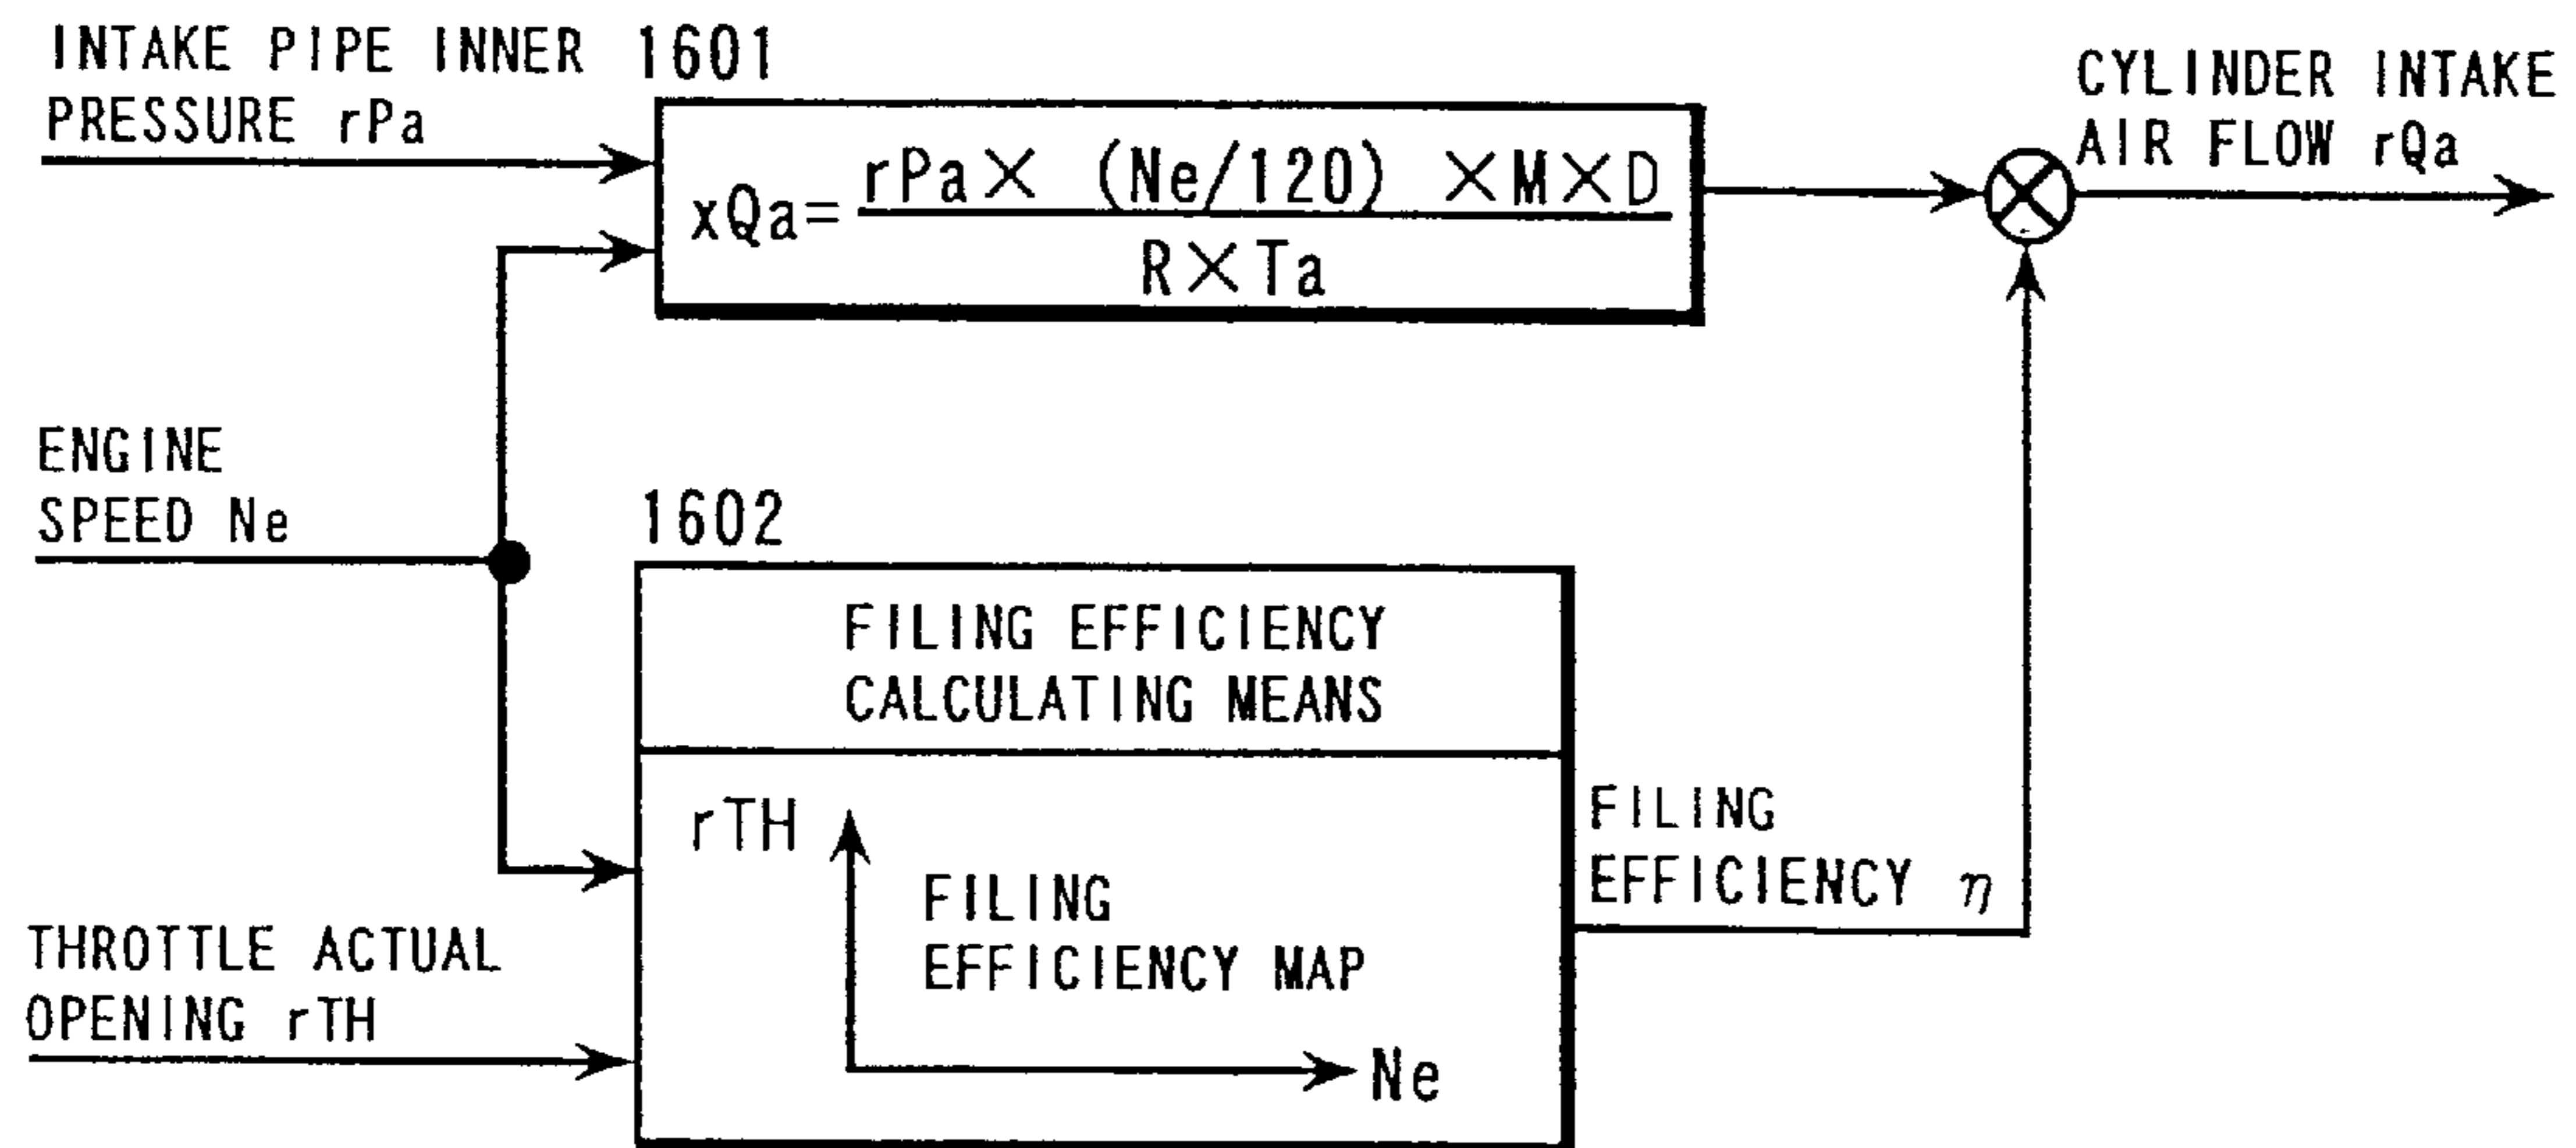 INTAKE PIPE INNER
PRESSURE rPa
1601
xQa= rPa× (Ne/120) ×M×D
R×Ta
CYLINDER INTAKE
AIR FLOW rQa
ENGINE
SPEED Ne
1602
FILING EFFICIENCY
CALCULATING MEANS
rTH
FILING
EFFICIENCY MAP
Ne
FILING
EFFICIENCY η
THROTTLE ACTUAL
OPENING rTH